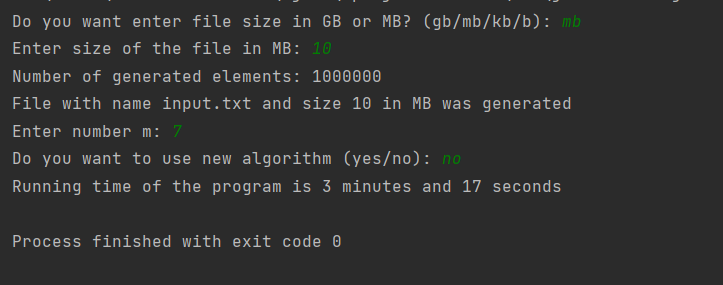 Do you want enter file size in GB or MB? (gb/mb/kb/b): mb
Enter size of the file in MB: 10
Number of generated elements: 1000000
File with name input.txt and size 10 in MB was generated
Enter number m: 7
Do you want to use new algorithm (yes/no): no
Running time of the program is 3 minutes and 17 seconds
Process finished with exit code 0